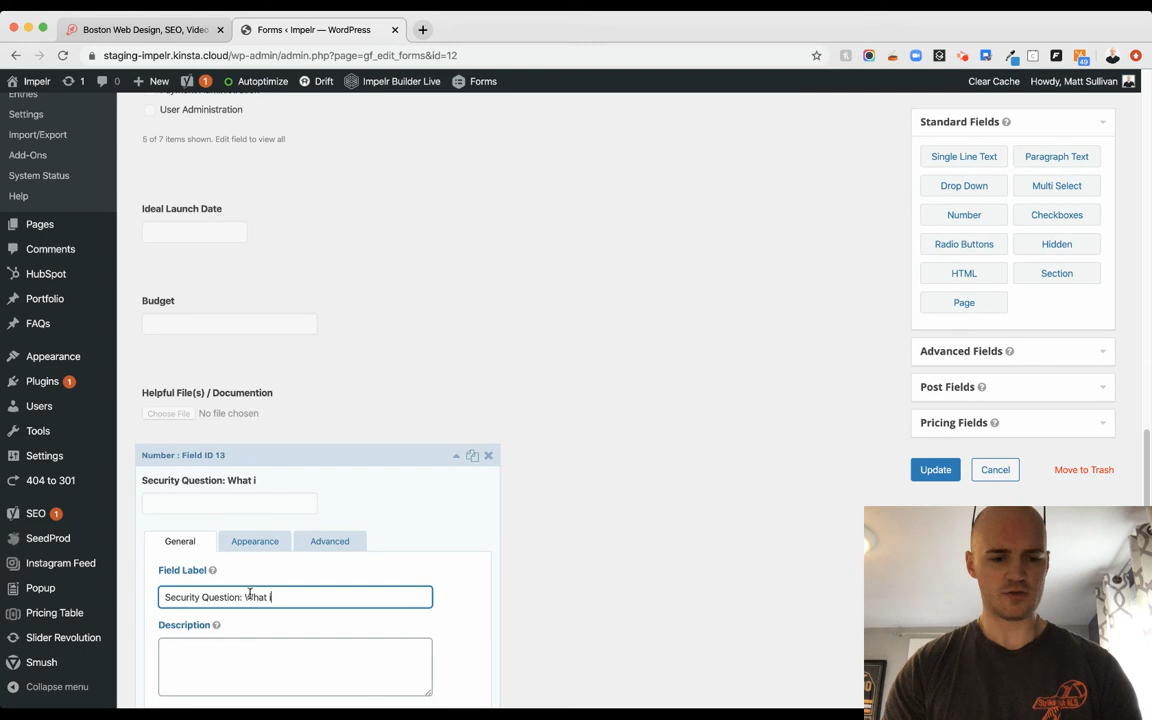 Boston Web Design, SEO, Video
Forms ‹ Impelr — WordPress
staging-impelr.kinsta.cloud/wp-admin/admin.php?page=gf_edit_forms&id=12
49
Impelr
1
0
New
1
Autoptimize
Drift
Impelr Builder Live
Forms
Clear Cache
Howdy, Matt Sullivan
Entries
Settings
Import/Export
Add-Ons
System Status
Help
Pages
Comments
HubSpot
Portfolio
FAQs
Appearance
Plugins 1
Users
Tools
Settings
404 to 301
SEO 1
SeedProd
Instagram Feed
Popup
Pricing Table
Slider Revolution
Smush
Collapse menu
User Administration
5 of 7 items shown. Edit field to view all
Ideal Launch Date
Budget
Helpful File(s) / Documention
Choose File No file chosen
Number : Field ID 13
Security Question: What i
General
Appearance
Advanced
Field Label
Security Question: What i
Description
Standard Fields
Single Line Text
Paragraph Text
Drop Down
Multi Select
Number
Checkboxes
Radio Buttons
Hidden
HTML
Section
Page
Advanced Fields
Post Fields
Pricing Fields
Update
Cancel
Move to Trash